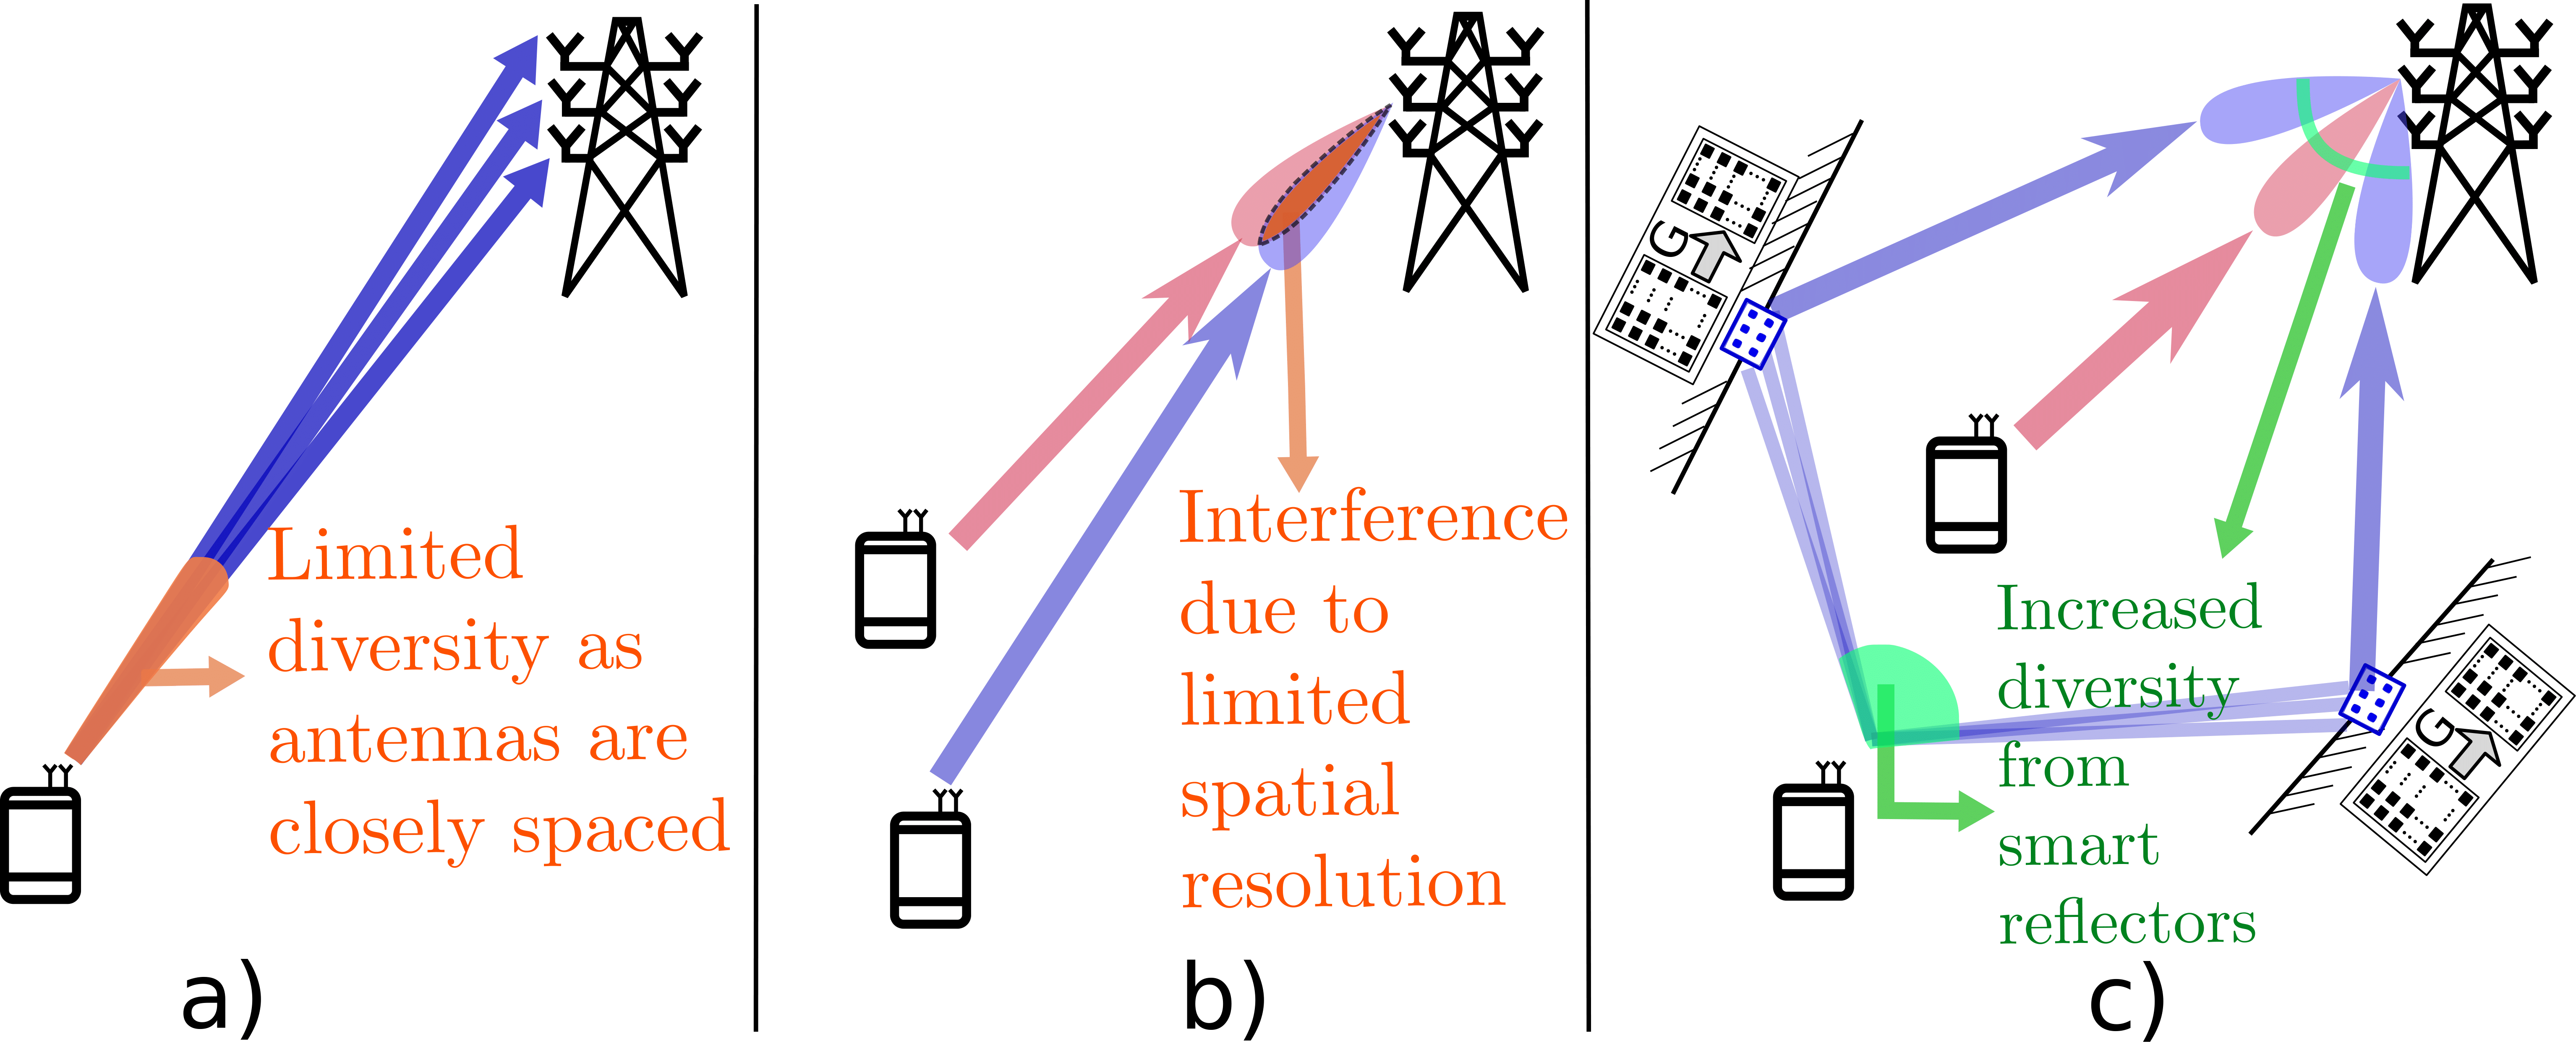 Limited
diversity as
antennas are
closely spaced
a)
Interference
due to
limited
spatial
resolution
b)
G
G
Increased
diversity
from
smart
reflectors
c)